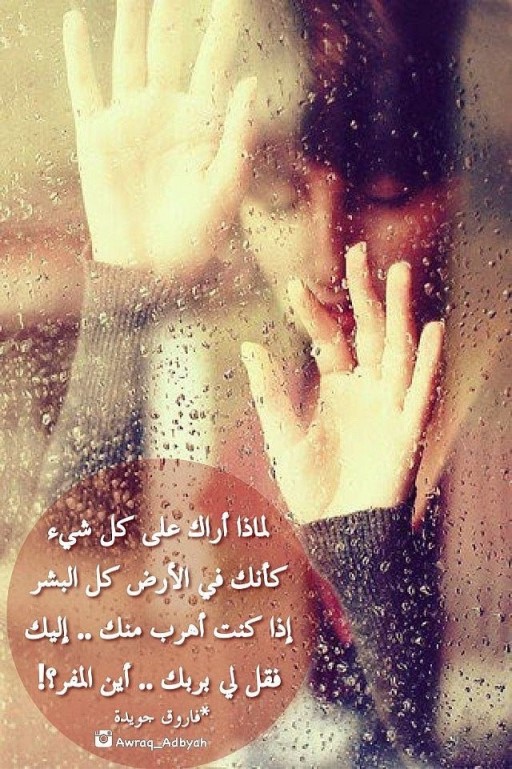 لماذا أراك على كل شيء
كأنك في الأرض كل البشر
إذا كنت أهرب منك .. إليك
فقل لي بربك .. أين المفر؟!
*فاروق جويدة
Awraq_Adbyah